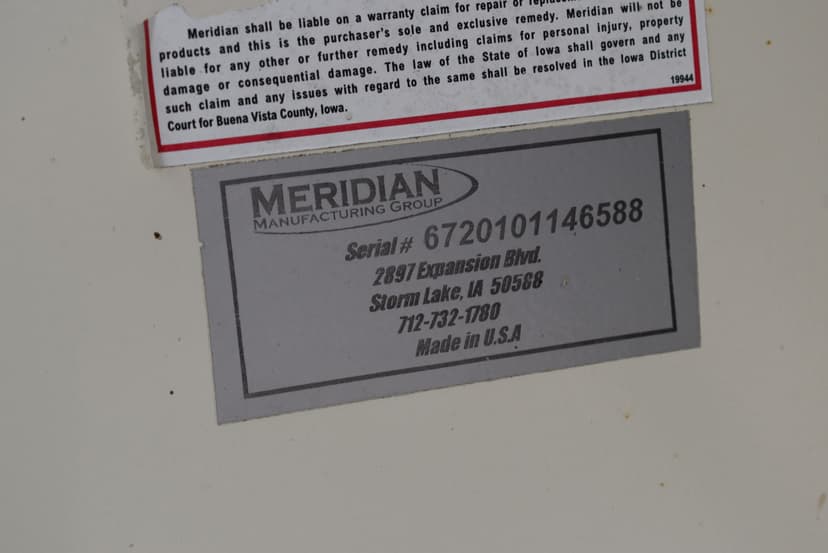 Meridian shall be liable on a warranty claim for repair or
products and this is the purchaser's sole and exclusive remedy. Meridian will not be
liable for any other or further remedy including claims for personal injury, property
damage or consequential damage. The law of the State of Iowa shall govern and any
such claim and any issues with regard to the same shall be resolved in the Iowa District
Court for Buena Vista County, Iowa.
19944
MERIDIAN
MANUFACTURING GROUP
Serial # 6720101146588
2897 Expansion Blvd.
Storm Lake, IA 50588
712-732-1780
Made in U.S.A